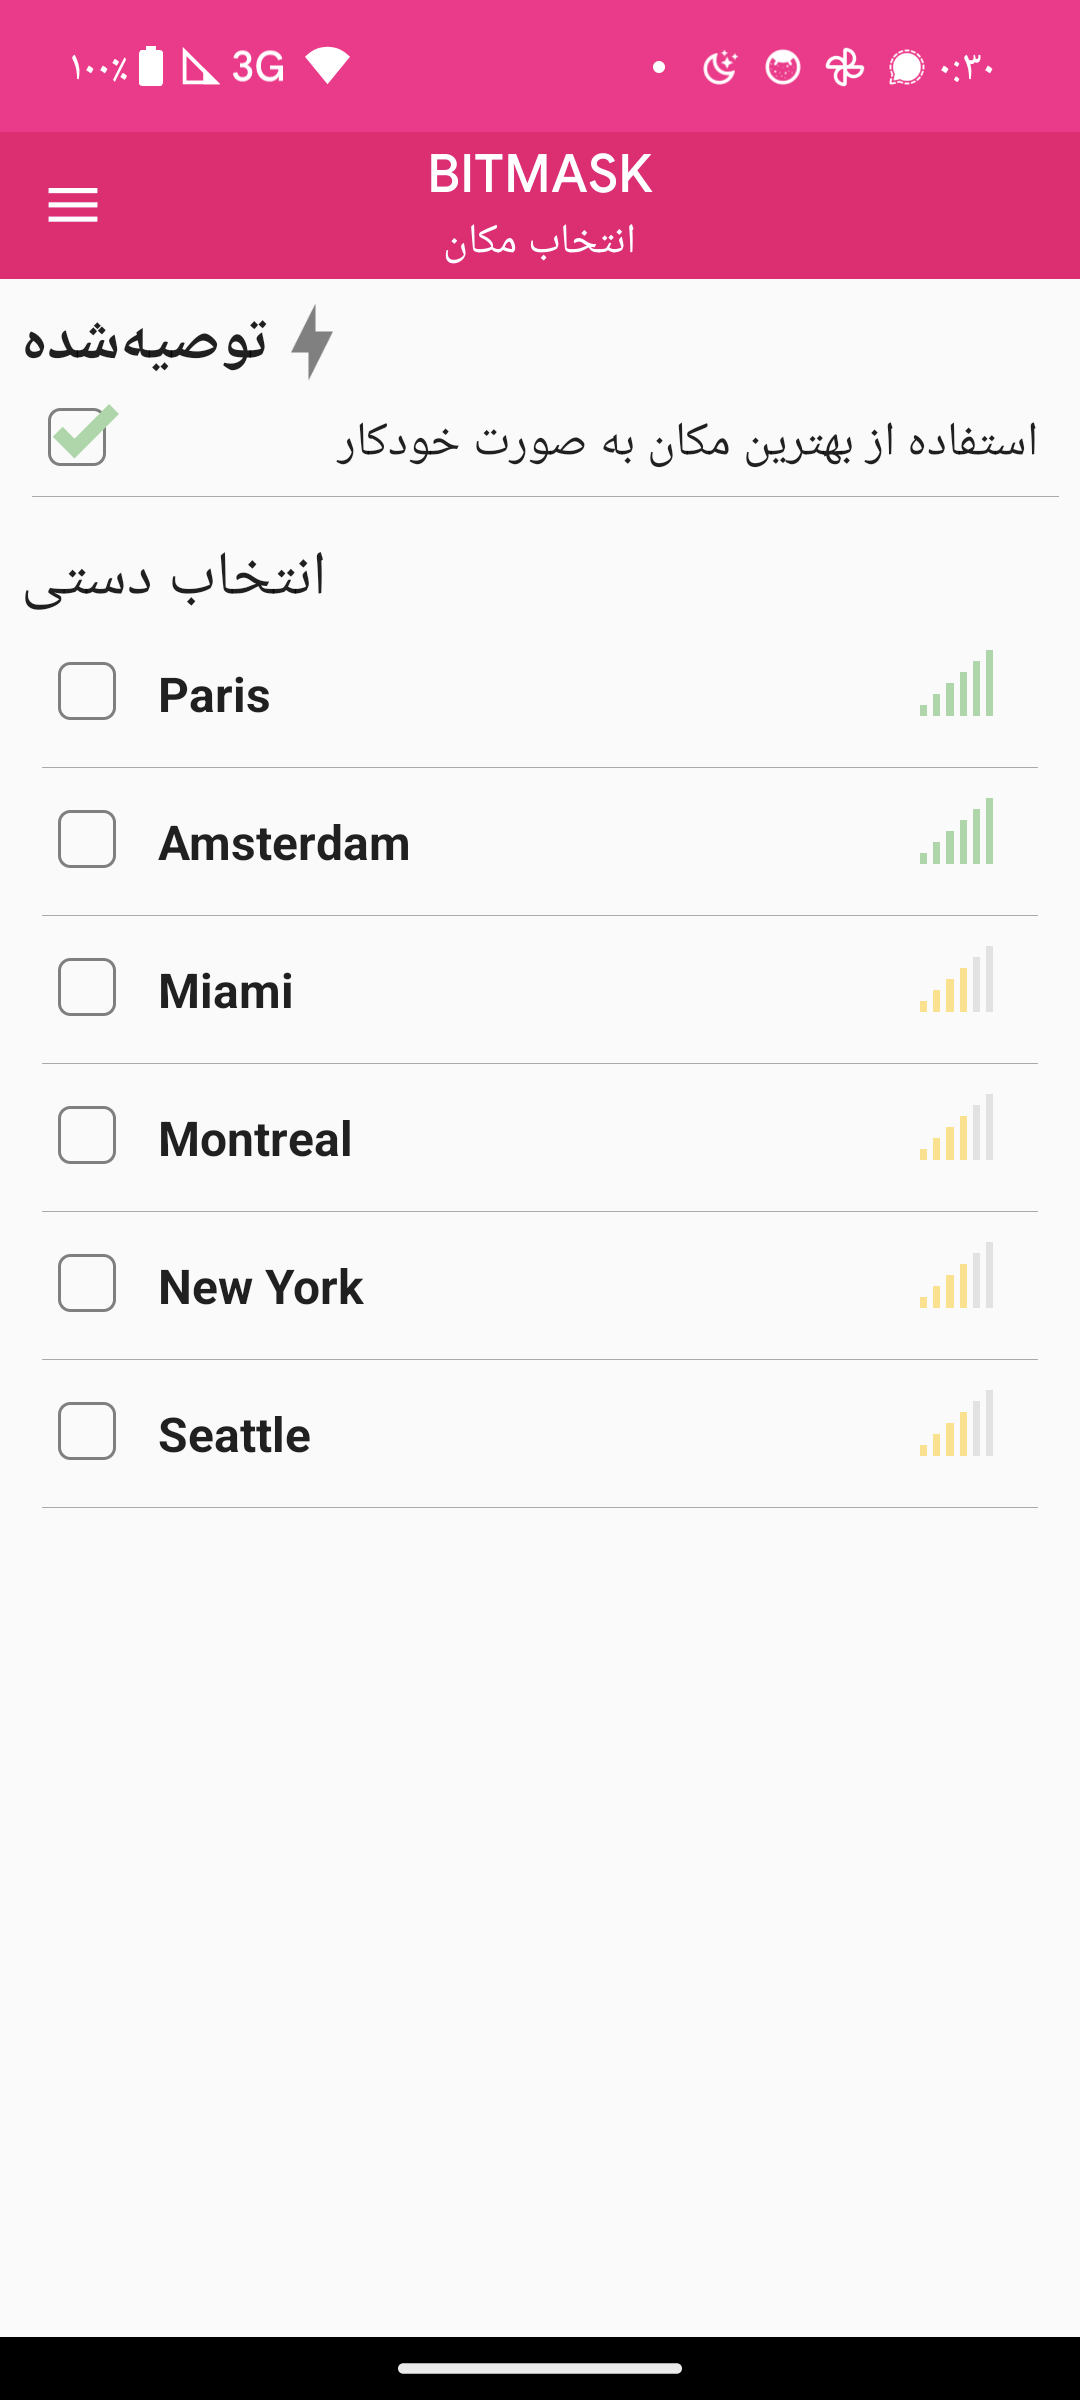 ۱۰۰٪ 3G ۰:۳۰
BITMASK
انتخاب مکان
توصیه‌شده
استفاده از بهترین مکان به صورت خودکار
انتخاب دستی
Paris
Amsterdam
Miami
Montreal
New York
Seattle